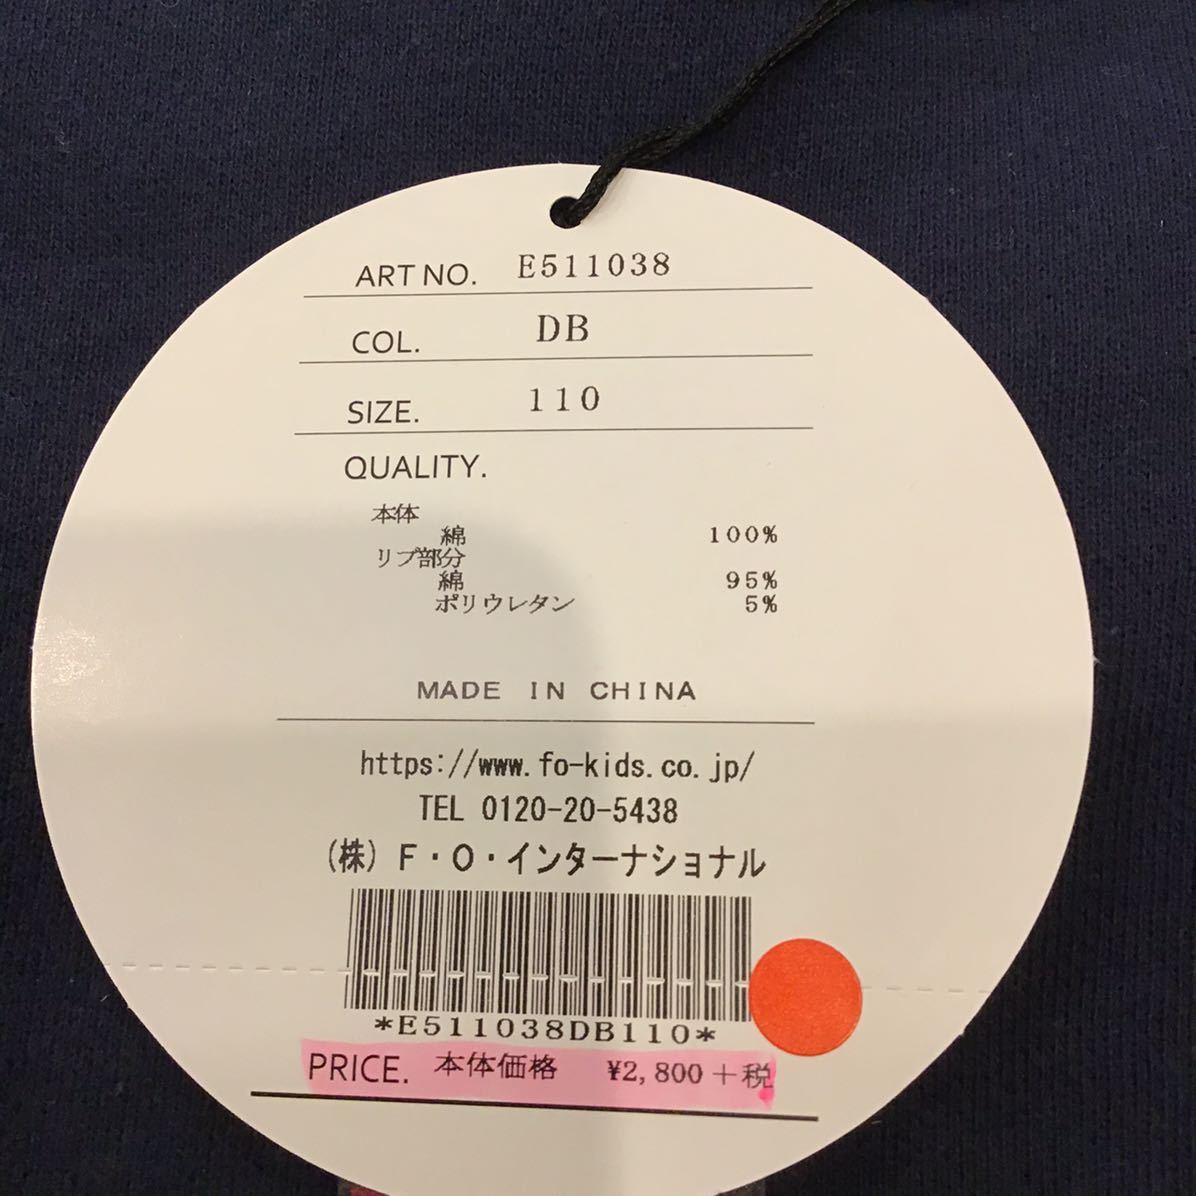 ART NO. E511038
COL. DB
SIZE. 110
QUALITY.
本体
綿 100%
リブ部分
綿 95%
ポリウレタン 5%
MADE IN CHINA
https://www.fo-kids.co.jp/
TEL 0120-20-5438
(株) F・O・インターナショナル
*E511038DB110*
PRICE. 本体価格 ¥2,800 +税